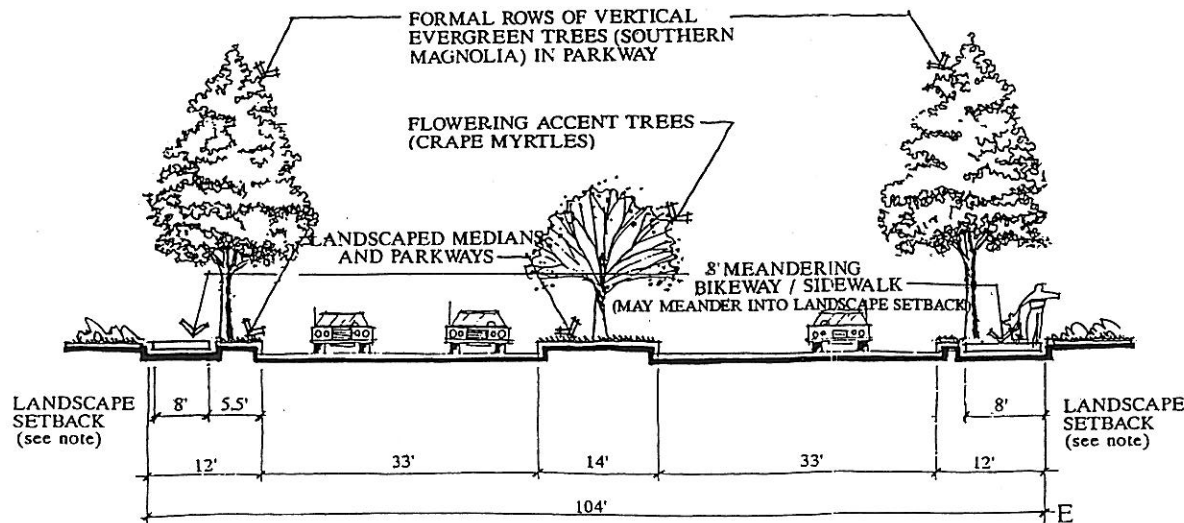 FORMAL ROWS OF VERTICAL
EVERGREEN TREES (SOUTHERN
MAGNOLIA) IN PARKWAY
FLOWERING ACCENT TREES
(CRAPE MYRTLES)
LANDSCAPED MEDIANS
AND PARKWAYS
8' MEANDERING
BIKEWAY / SIDEWALK
(MAY MEANDER INTO LANDSCAPE SETBACK)
LANDSCAPE
SETBACK
(see note)
8' 5.5'
8'
LANDSCAPE
SETBACK
(see note)
12' 33' 14' 33' 12'
104'
E